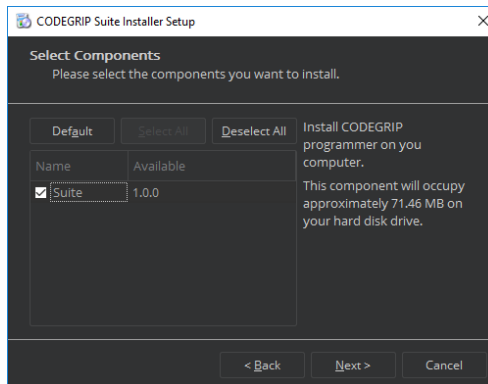 CODEGRIP Suite Installer Setup
Select Components
Please select the components you want to install.
Default Select All Deselect All
Name Available
Suite 1.0.0
Install CODEGRIP
programmer on you
computer.
This component will occupy
approximately 71.46 MB on
your hard disk drive.
< Back Next > Cancel